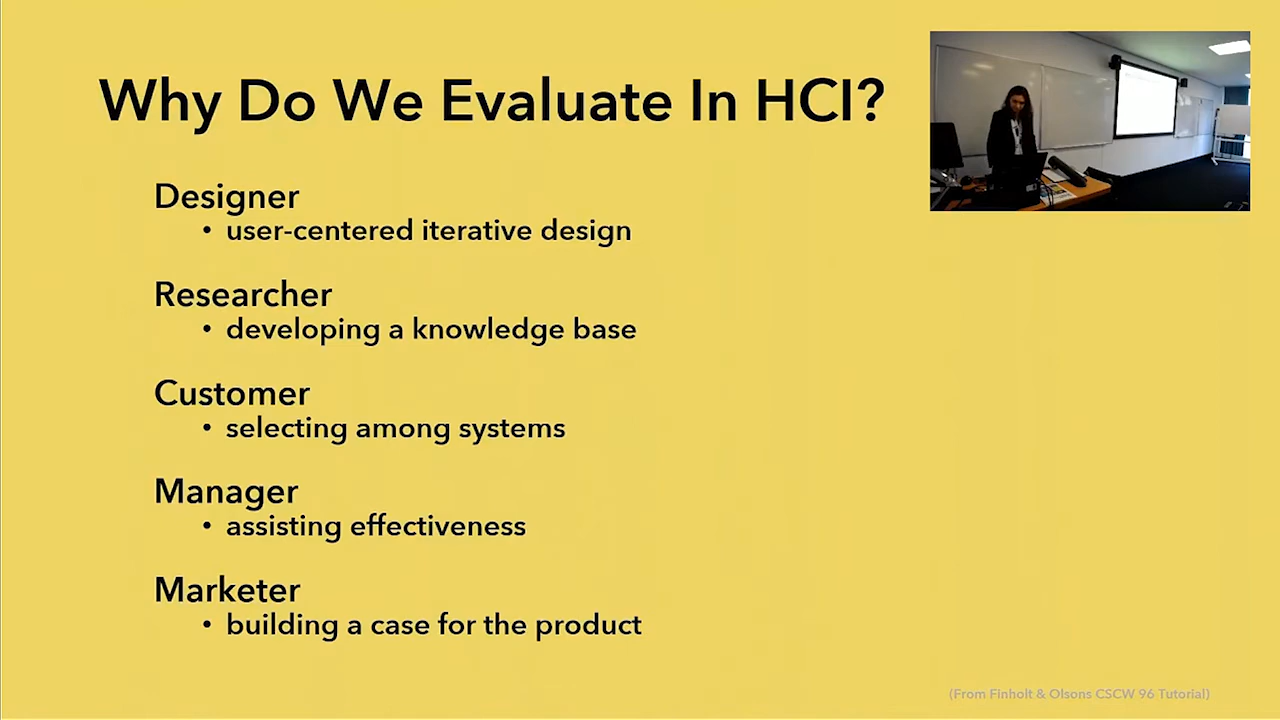 Why Do We Evaluate In HCI?
Designer
• user-centered iterative design
Researcher
• developing a knowledge base
Customer
• selecting among systems
Manager
• assisting effectiveness
Marketer
• building a case for the product
(From Finholt & Olsons CSCW 96 Tutorial)